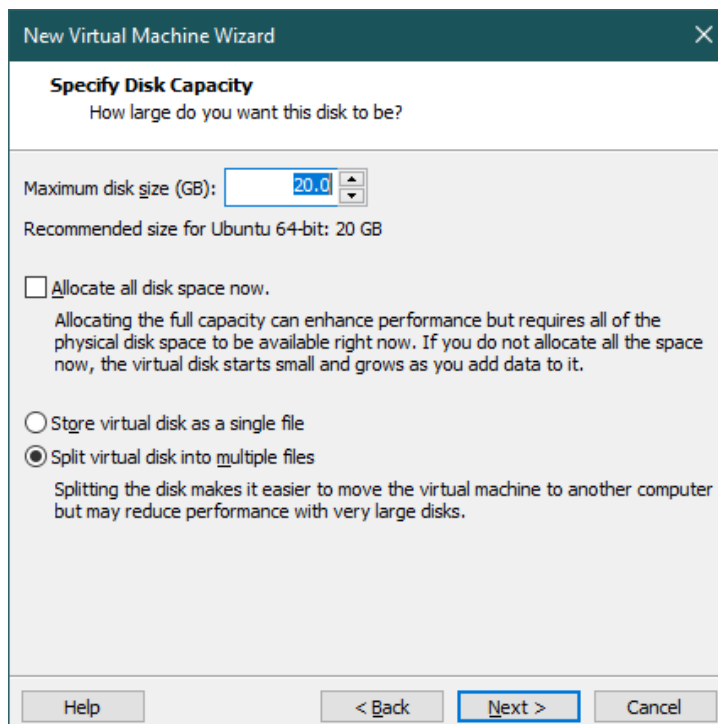 New Virtual Machine Wizard
Specify Disk Capacity
How large do you want this disk to be?
Maximum disk size (GB): 20.0
Recommended size for Ubuntu 64-bit: 20 GB
Allocate all disk space now.
Allocating the full capacity can enhance performance but requires all of the
physical disk space to be available right now. If you do not allocate all the space
now, the virtual disk starts small and grows as you add data to it.
Store virtual disk as a single file
Split virtual disk into multiple files
Splitting the disk makes it easier to move the virtual machine to another computer
but may reduce performance with very large disks.
Help < Back Next > Cancel